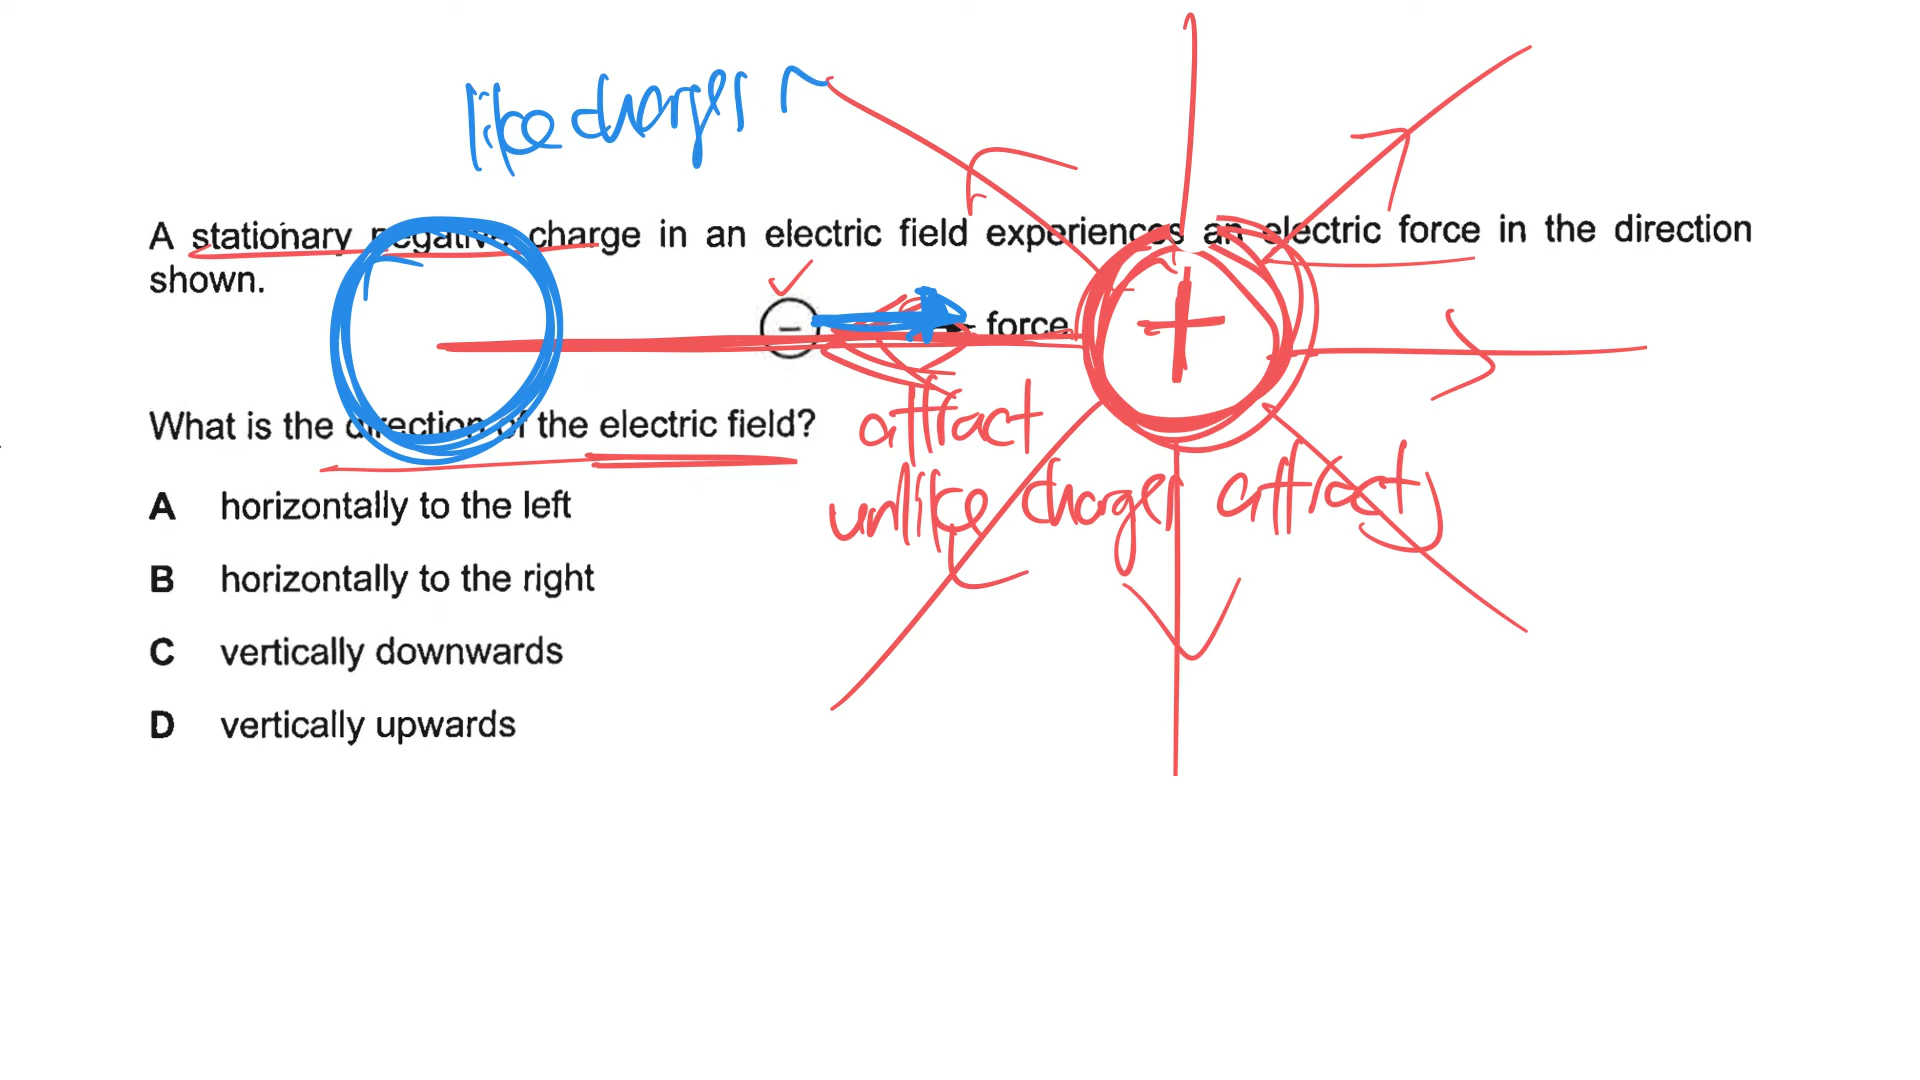 like charges r
A stationary negative charge in an electric field experiences an electric force in the direction
shown.
− force +
What is the direction of the electric field?
attract
unlike charges attract
A horizontally to the left
B horizontally to the right
C vertically downwards
D vertically upwards